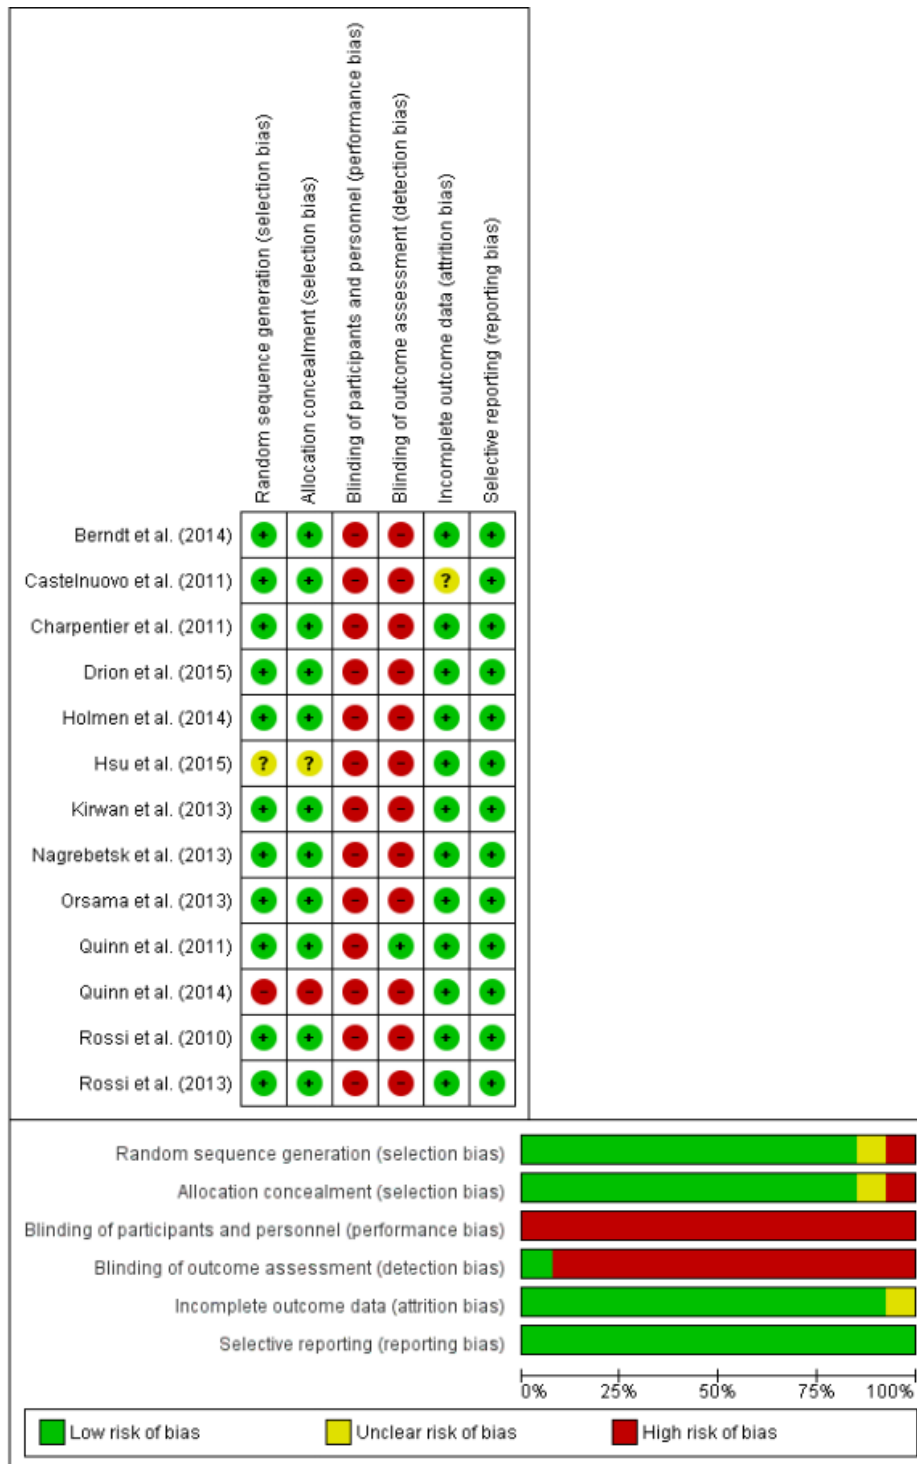 Random sequence generation (selection bias)
Allocation concealment (selection bias)
Blinding of participants and personnel (performance bias)
Blinding of outcome assessment (detection bias)
Incomplete outcome data (attrition bias)
Selective reporting (reporting bias)
Berndt et al. (2014) + + - - + +
Castelnuovo et al. (2011) + + - - ? +
Charpentier et al. (2011) + + - - + +
Drion et al. (2015) + + - - + +
Holmen et al. (2014) + + - - + +
Hsu et al. (2015) ? ? - - + +
Kirwan et al. (2013) + + - - + +
Nagrebetsk et al. (2013) + + - - + +
Orsama et al. (2013) + + - - + +
Quinn et al. (2011) + + - + + +
Quinn et al. (2014) - - - - + +
Rossi et al. (2010) + + - - + +
Rossi et al. (2013) + + - - + +
Random sequence generation (selection bias)
Allocation concealment (selection bias)
Blinding of participants and personnel (performance bias)
Blinding of outcome assessment (detection bias)
Incomplete outcome data (attrition bias)
Selective reporting (reporting bias)
0% 25% 50% 75% 100%
Low risk of bias Unclear risk of bias High risk of bias